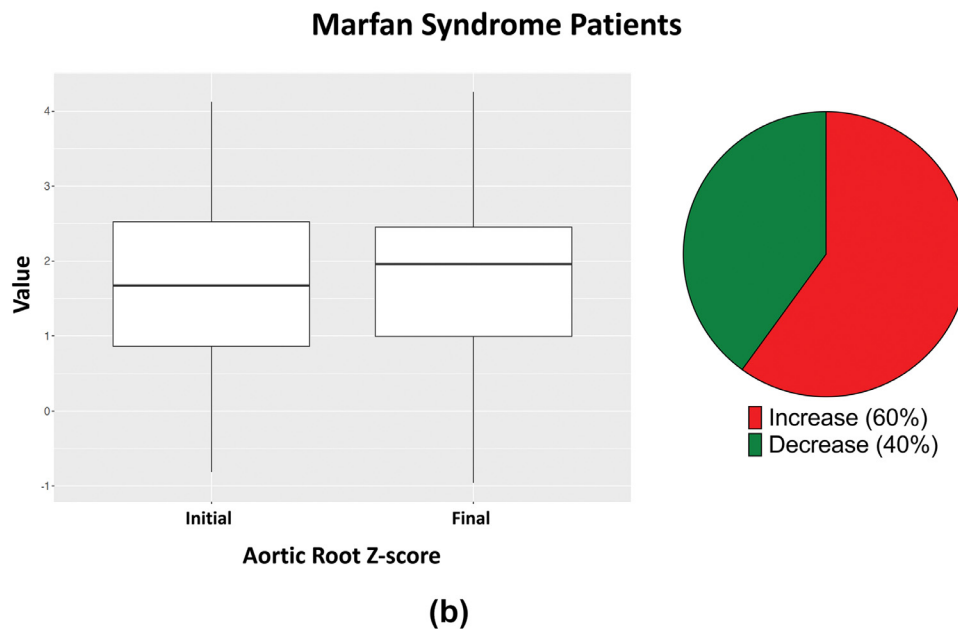 Marfan Syndrome Patients
Value
4
3
2
1
0
-1
Initial
Final
Aortic Root Z-score
Increase (60%)
Decrease (40%)
(b)